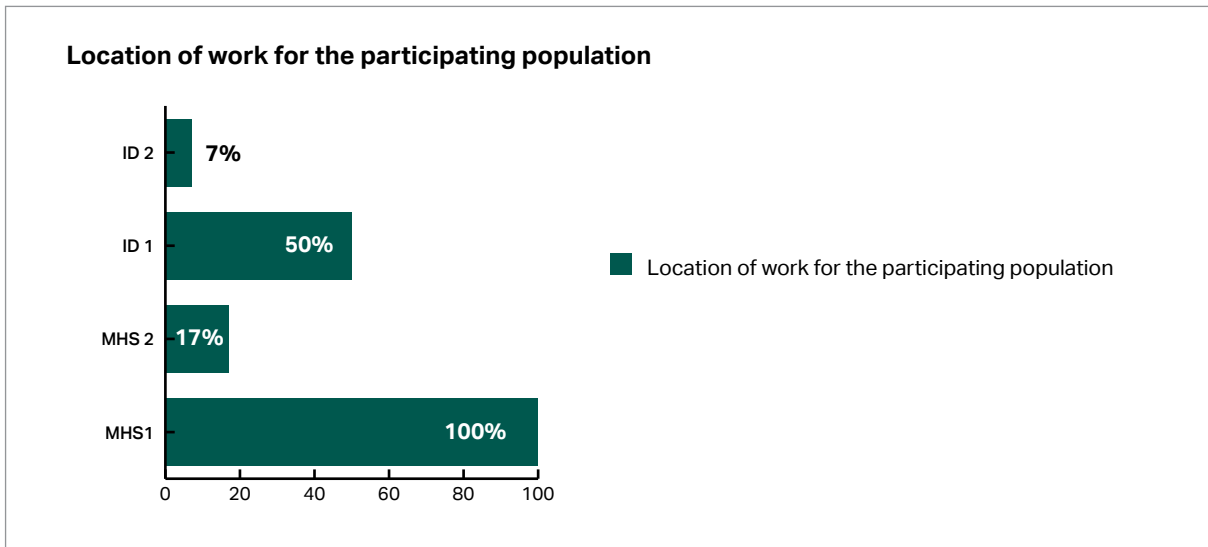 Location of work for the participating population
ID 2
7%
ID 1
50%
Location of work for the participating population
MHS 2
17%
MHS1
100%
0 20 40 60 80 100